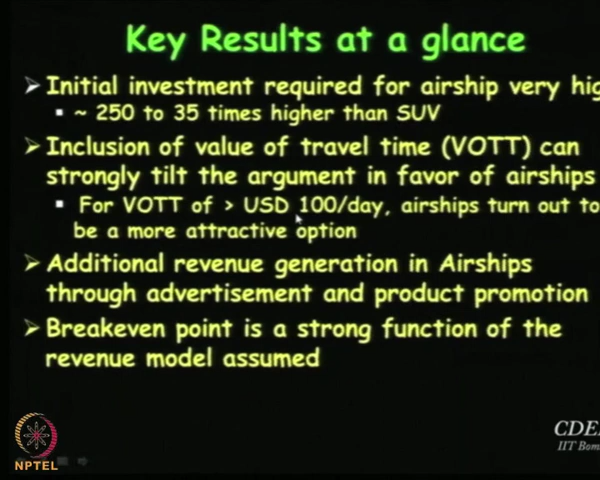 Key Results at a glance
➢ Initial investment required for airship very hig
▪ ~ 250 to 35 times higher than SUV
➢ Inclusion of value of travel time (VOTT) can
strongly tilt the argument in favor of airships
▪ For VOTT of > USD 100/day, airships turn out to
be a more attractive option
➢ Additional revenue generation in Airships
through advertisement and product promotion
➢ Breakeven point is a strong function of the
revenue model assumed
NPTEL
CDE
IIT Bom